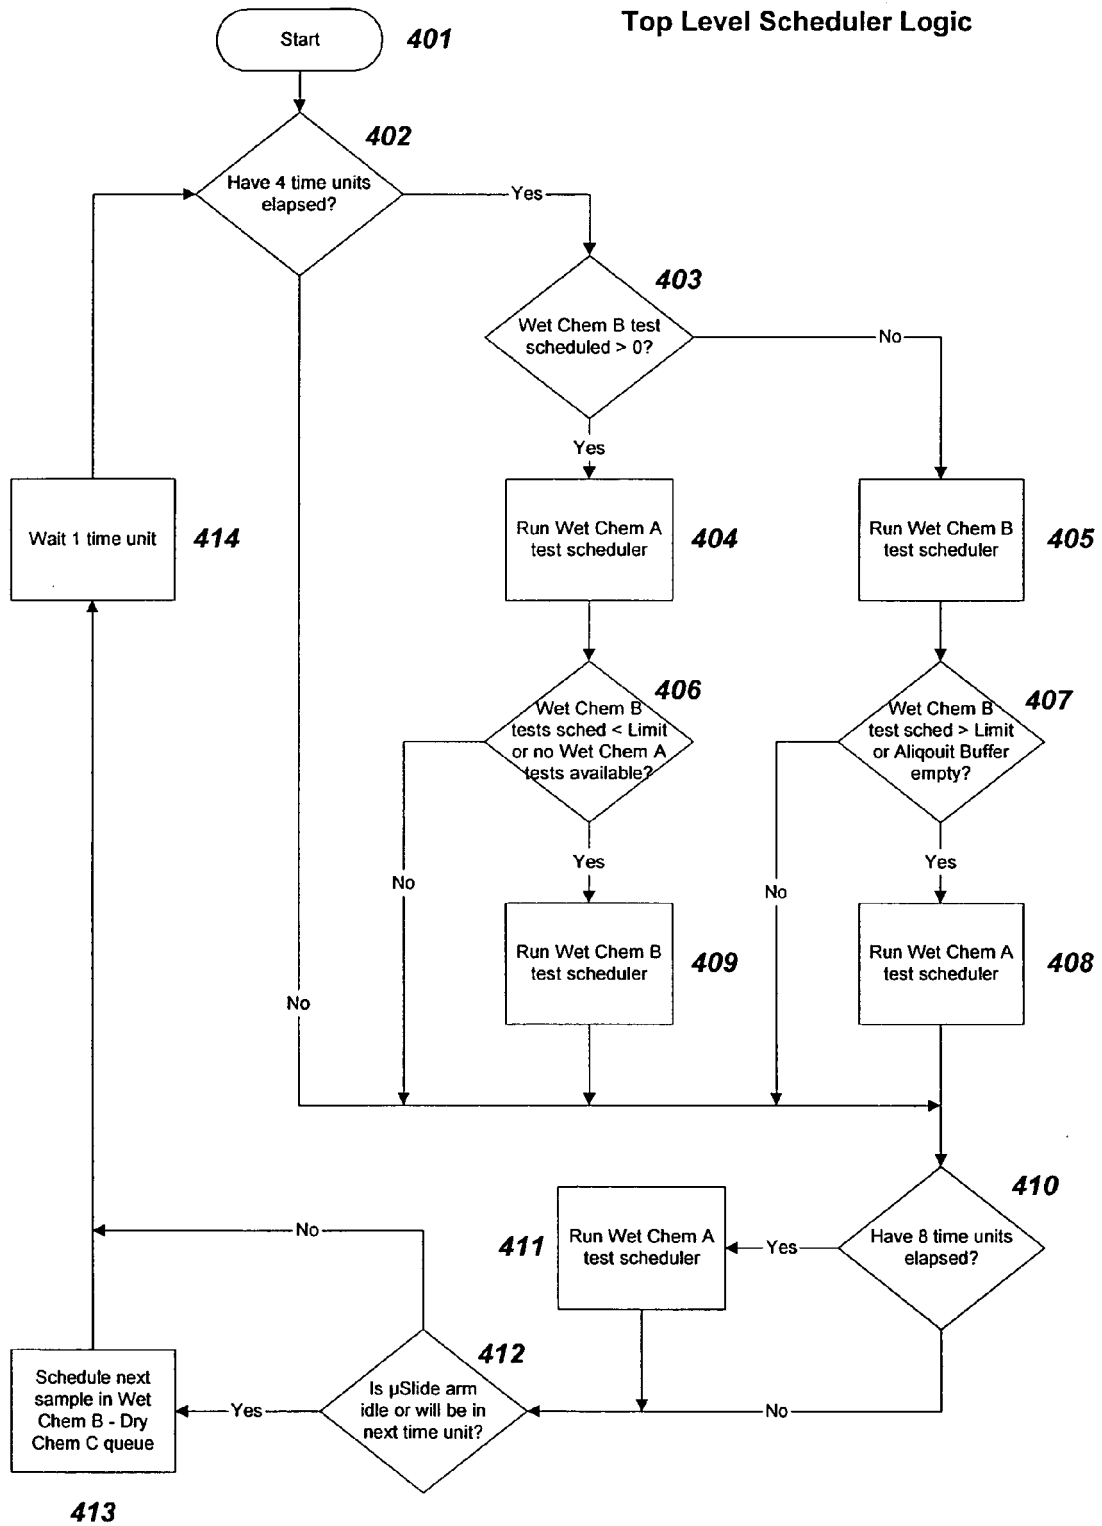 Top Level Scheduler Logic
Start
401
402
Have 4 time units
elapsed?
Yes
403
Wet Chem B test
scheduled > 0?
No
Yes
Wait 1 time unit
414
Run Wet Chem A
test scheduler
404
Run Wet Chem B
test scheduler
405
406
Wet Chem B
tests sched < Limit
or no Wet Chem A
tests available?
407
Wet Chem B
test sched > Limit
or Aliqouit Buffer
empty?
Yes
No
Yes
No
Run Wet Chem B
test scheduler
409
Run Wet Chem A
test scheduler
408
No
410
Have 8 time units
elapsed?
Yes
411
Run Wet Chem A
test scheduler
No
No
412
Is µSlide arm
idle or will be in
next time unit?
Yes
Schedule next
sample in Wet
Chem B - Dry
Chem C queue
413